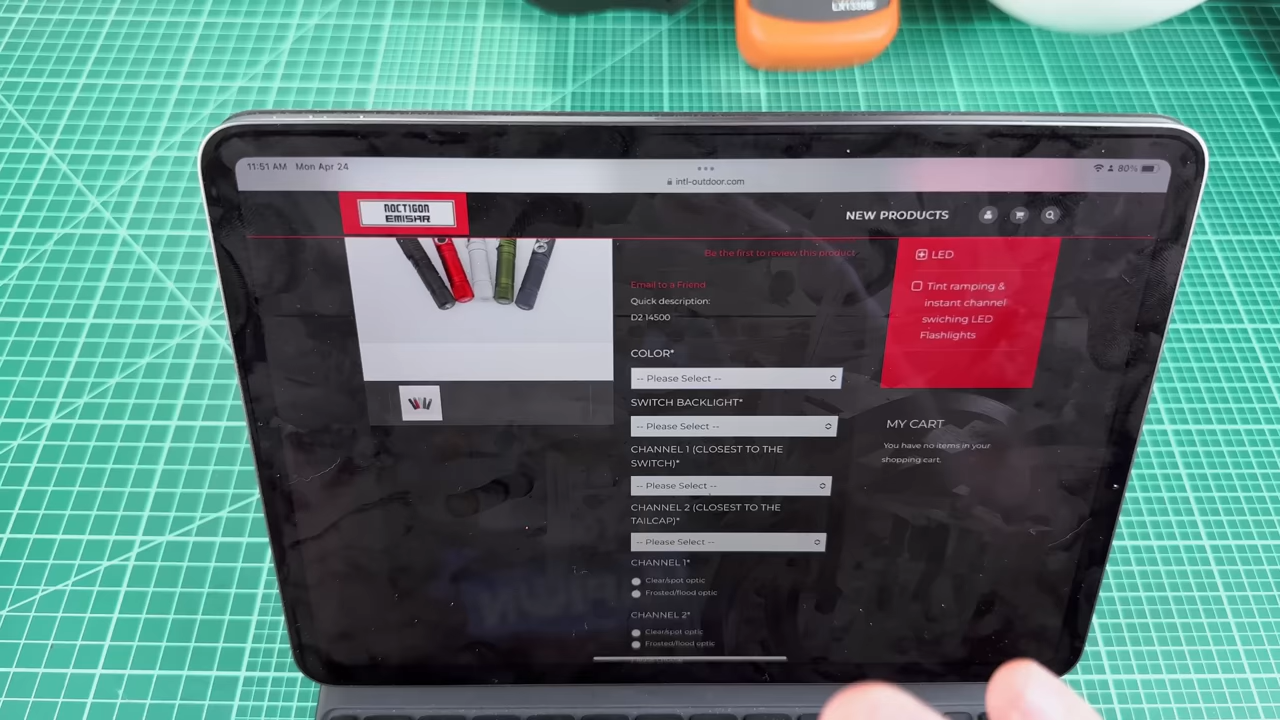 LX1330B
11:51 AM Mon Apr 24
80%
intl-outdoor.com
NOCTIGON
EMISAR
NEW PRODUCTS
Be the first to review this product
Email to a Friend
Quick description:
D2 14500
COLOR*
-- Please Select --
SWITCH BACKLIGHT*
-- Please Select --
CHANNEL 1 (CLOSEST TO THE
SWITCH)*
-- Please Select --
CHANNEL 2 (CLOSEST TO THE
TAILCAP)*
-- Please Select --
CHANNEL 1*
Clear/spot optic
Frosted/flood optic
CHANNEL 2*
Clear/spot optic
Frosted/flood optic
LED
Tint ramping &
instant channel
swiching LED
Flashlights
MY CART
You have no items in your
shopping cart.